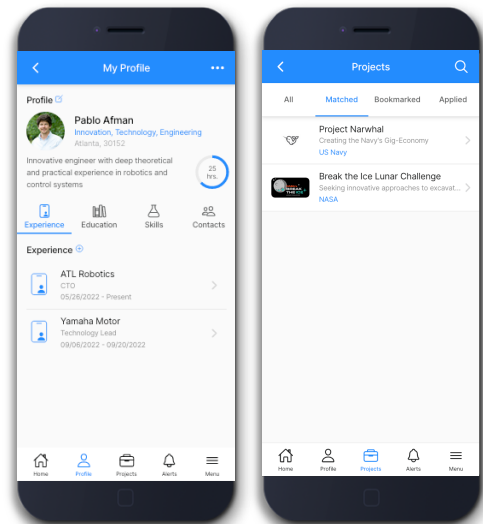 My Profile
Profile
Pablo Afman
Innovation, Technology, Engineering
Atlanta, 30152
Innovative engineer with deep theoretical
and practical experience in robotics and
control systems
25
hrs.
Experience
Education
Skills
Contacts
Experience
ATL Robotics
CTO
05/26/2022 - Present
Yamaha Motor
Technology Lead
09/06/2022 - 09/20/2022
Home
Profile
Projects
Alerts
Menu
Projects
All
Matched
Bookmarked
Applied
Project Narwhal
Creating the Navy's Gig-Economy
US Navy
BREAK
THE ICE
Break the Ice Lunar Challenge
Seeking innovative approaches to excavat...
NASA
Home
Profile
Projects
Alerts
Menu